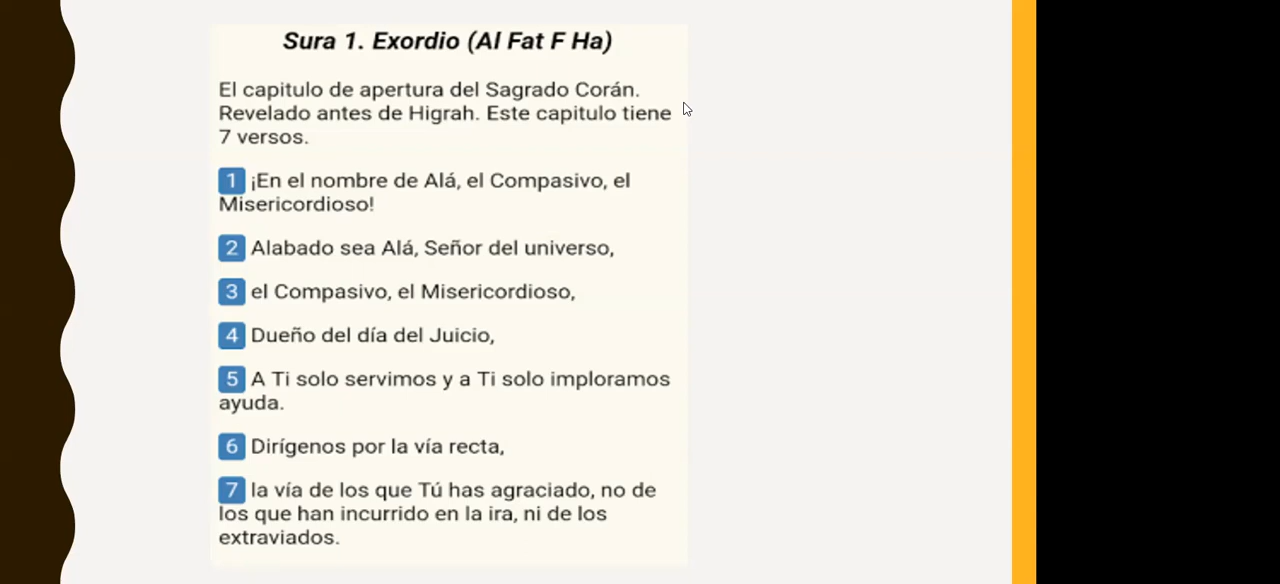 Sura 1. Exordio (Al Fat F Ha)
El capitulo de apertura del Sagrado Corán.
Revelado antes de Higrah. Este capitulo tiene
7 versos.
1 ¡En el nombre de Alá, el Compasivo, el
Misericordioso!
2 Alabado sea Alá, Señor del universo,
3 el Compasivo, el Misericordioso,
4 Dueño del día del Juicio,
5 A Ti solo servimos y a Ti solo imploramos
ayuda.
6 Dirígenos por la vía recta,
7 la vía de los que Tú has agraciado, no de
los que han incurrido en la ira, ni de los
extraviados.